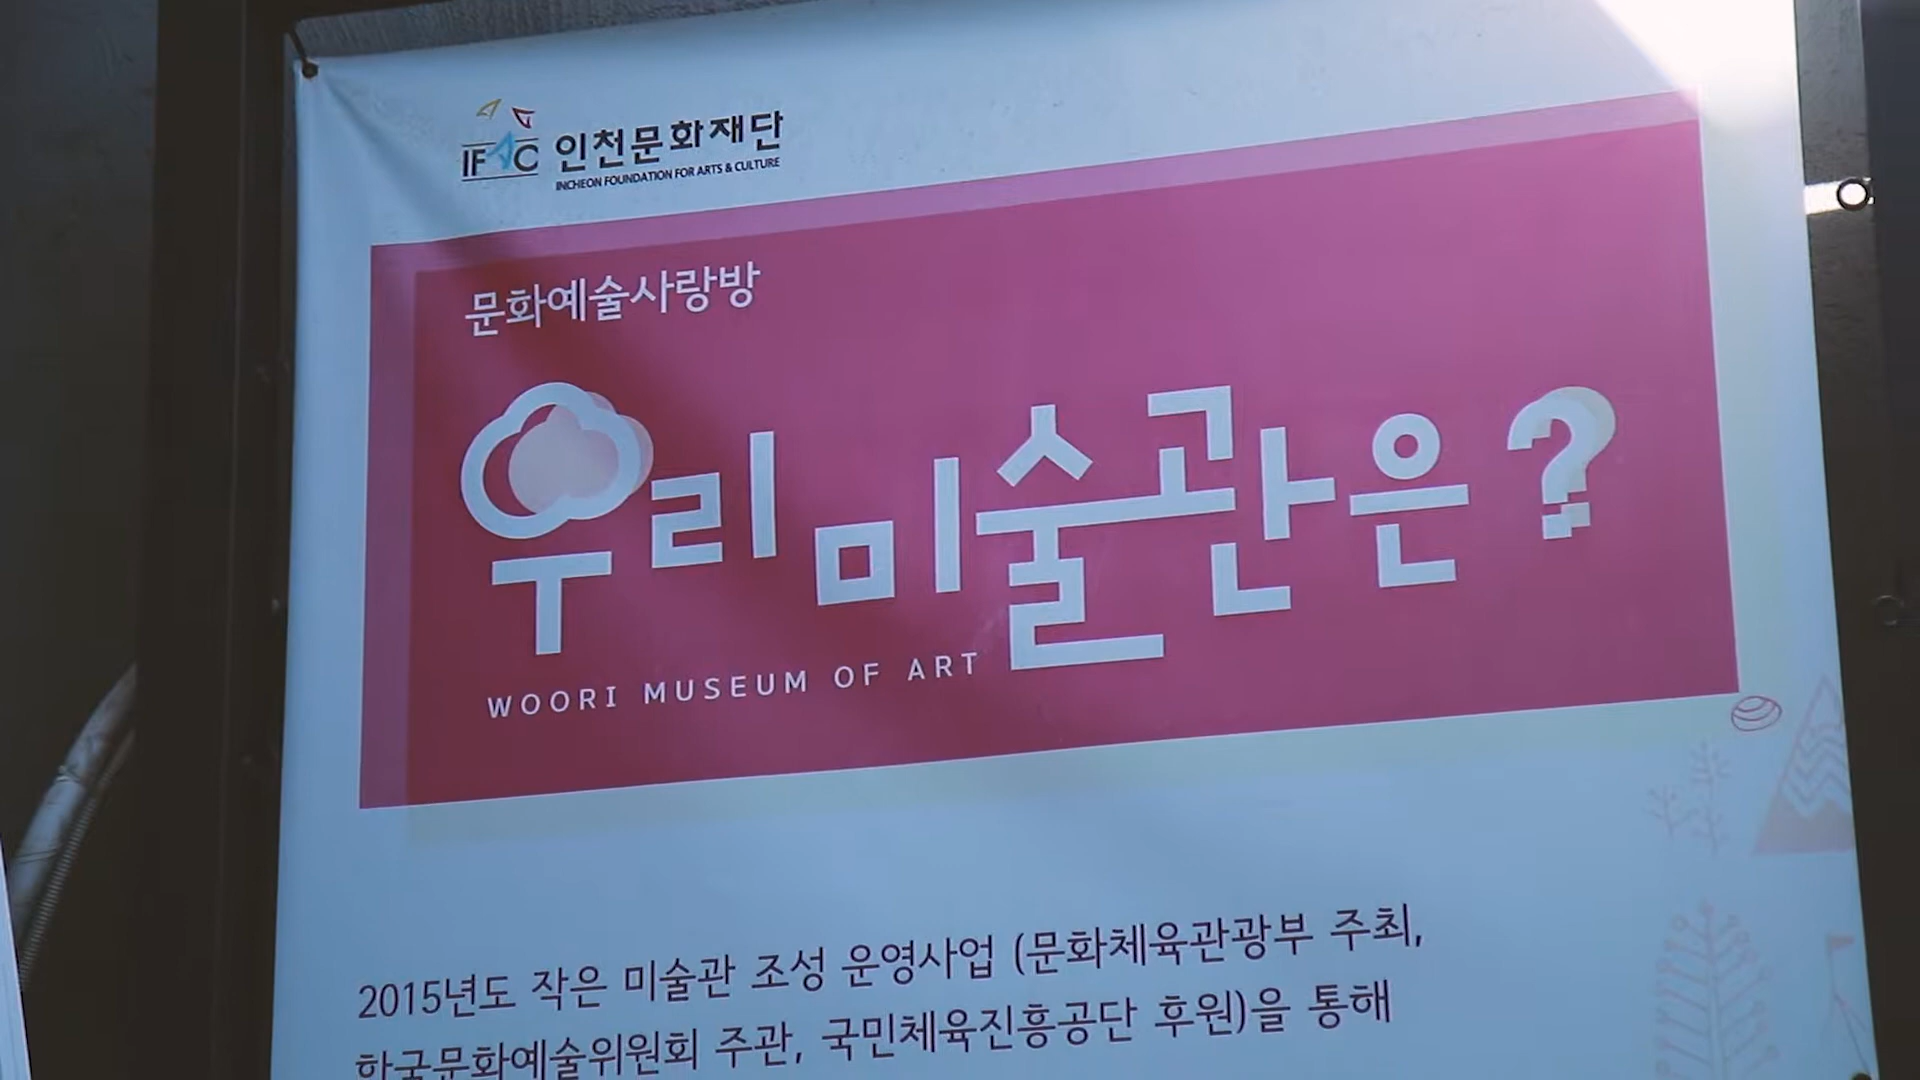 IFAC 인천문화재단
INCHEON FOUNDATION FOR ARTS & CULTURE
문화예술사랑방
우리미술관은?
WOORI MUSEUM OF ART
2015년도 작은 미술관 조성 운영사업 (문화체육관광부 주최,
한국문화예술위원회 주관, 국민체육진흥공단 후원)을 통해